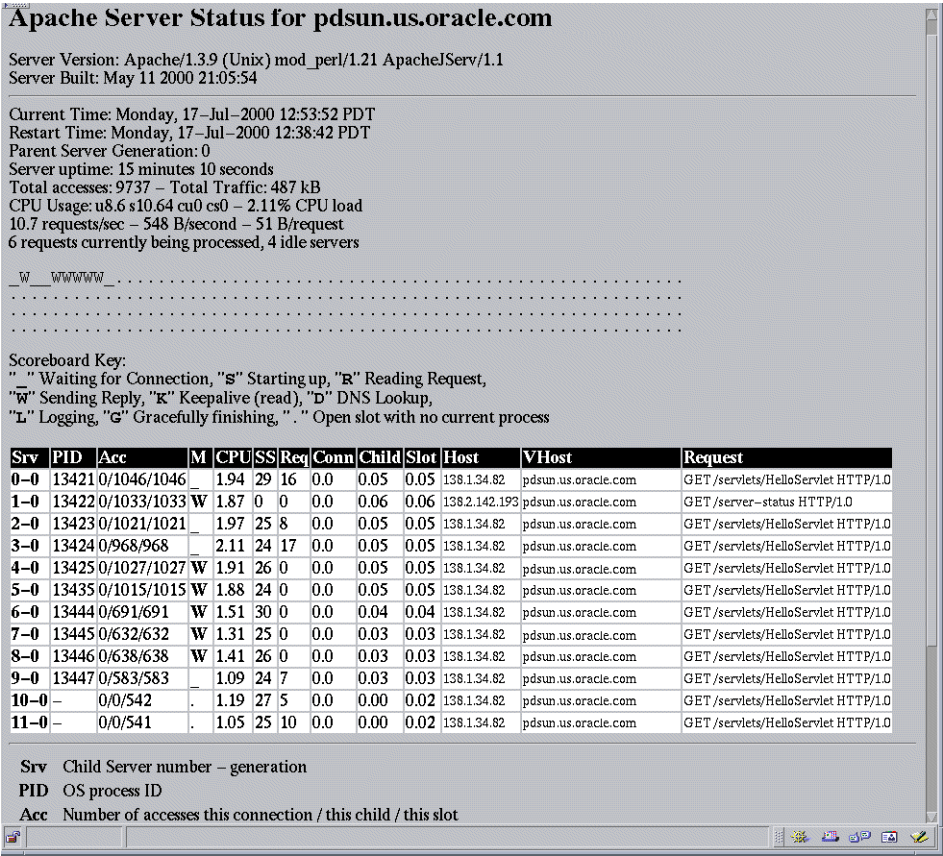 Apache Server Status for pdsun.us.oracle.com
Server Version: Apache/1.3.9 (Unix) mod_perl/1.21 ApacheJServ/1.1
Server Built: May 11 2000 21:05:54
Current Time: Monday, 17-Jul-2000 12:53:52 PDT
Restart Time: Monday, 17-Jul-2000 12:38:42 PDT
Parent Server Generation: 0
Server uptime: 15 minutes 10 seconds
Total accesses: 9737 - Total Traffic: 487 kB
CPU Usage: u8.6 s10.64 cu0 cs0 - 2.11% CPU load
10.7 requests/sec - 548 B/second - 51 B/request
6 requests currently being processed, 4 idle servers
_W__WWWWW_......................................................
................................................................
................................................................
................................................................
Scoreboard Key:
"_" Waiting for Connection, "S" Starting up, "R" Reading Request,
"W" Sending Reply, "K" Keepalive (read), "D" DNS Lookup,
"L" Logging, "G" Gracefully finishing, "." Open slot with no current process
Srv PID Acc M CPU SS Req Conn Child Slot Host VHost Request
0-0 13421 0/1046/1046 _ 1.94 29 16 0.0 0.05 0.05 138.1.34.82 pdsun.us.oracle.com GET /servlets/HelloServlet HTTP/1.0
1-0 13422 0/1033/1033 W 1.87 0 0 0.0 0.06 0.06 138.2.142.193 pdsun.us.oracle.com GET /server-status HTTP/1.0
2-0 13423 0/1021/1021 _ 1.97 25 8 0.0 0.05 0.05 138.1.34.82 pdsun.us.oracle.com GET /servlets/HelloServlet HTTP/1.0
3-0 13424 0/968/968 _ 2.11 24 17 0.0 0.05 0.05 138.1.34.82 pdsun.us.oracle.com GET /servlets/HelloServlet HTTP/1.0
4-0 13425 0/1027/1027 W 1.91 26 0 0.0 0.05 0.05 138.1.34.82 pdsun.us.oracle.com GET /servlets/HelloServlet HTTP/1.0
5-0 13435 0/1015/1015 W 1.88 24 0 0.0 0.05 0.05 138.1.34.82 pdsun.us.oracle.com GET /servlets/HelloServlet HTTP/1.0
6-0 13444 0/691/691 W 1.51 30 0 0.0 0.04 0.04 138.1.34.82 pdsun.us.oracle.com GET /servlets/HelloServlet HTTP/1.0
7-0 13445 0/632/632 W 1.31 25 0 0.0 0.03 0.03 138.1.34.82 pdsun.us.oracle.com GET /servlets/HelloServlet HTTP/1.0
8-0 13446 0/638/638 W 1.41 26 0 0.0 0.03 0.03 138.1.34.82 pdsun.us.oracle.com GET /servlets/HelloServlet HTTP/1.0
9-0 13447 0/583/583 _ 1.09 24 7 0.0 0.03 0.03 138.1.34.82 pdsun.us.oracle.com GET /servlets/HelloServlet HTTP/1.0
10-0 - 0/0/542 . 1.19 27 5 0.0 0.00 0.02 138.1.34.82 pdsun.us.oracle.com GET /servlets/HelloServlet HTTP/1.0
11-0 - 0/0/541 . 1.05 25 10 0.0 0.00 0.02 138.1.34.82 pdsun.us.oracle.com GET /servlets/HelloServlet HTTP/1.0
Srv Child Server number - generation
PID OS process ID
Acc Number of accesses this connection / this child / this slot